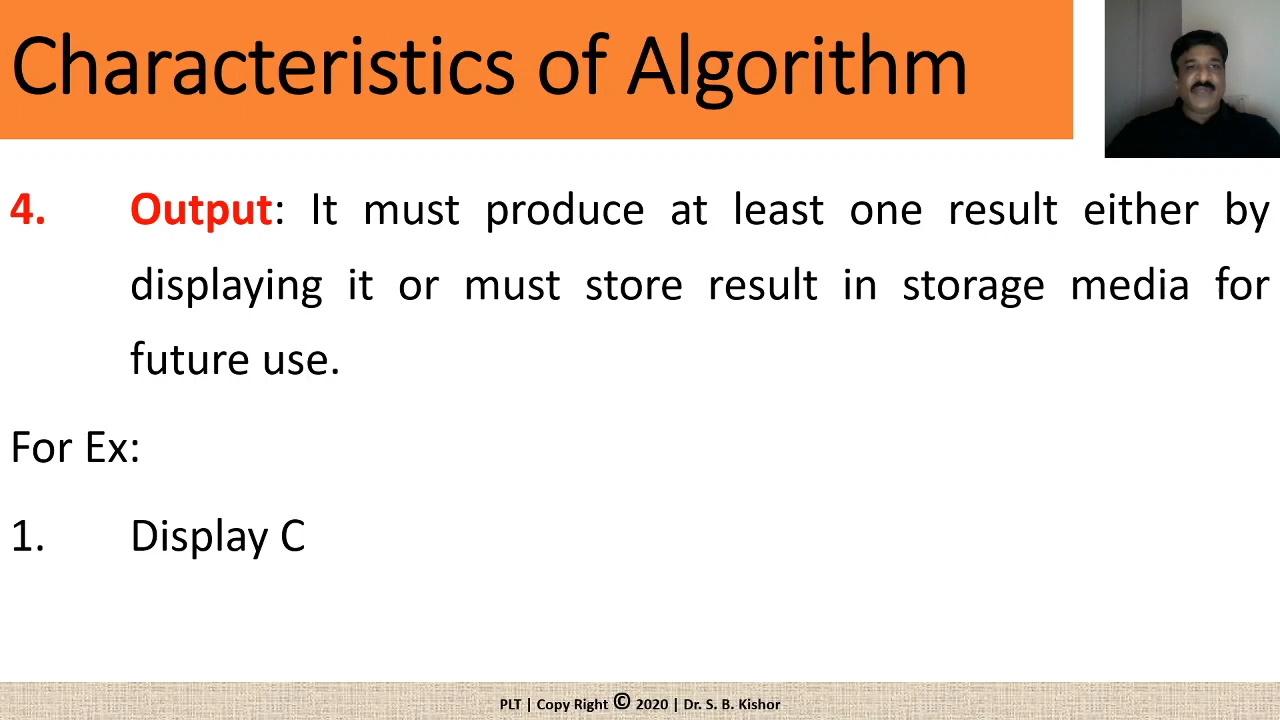 Characteristics of Algorithm
4. Output: It must produce at least one result either by
displaying it or must store result in storage media for
future use.
For Ex:
1. Display C
PLT | Copy Right © 2020 | Dr. S. B. Kishor